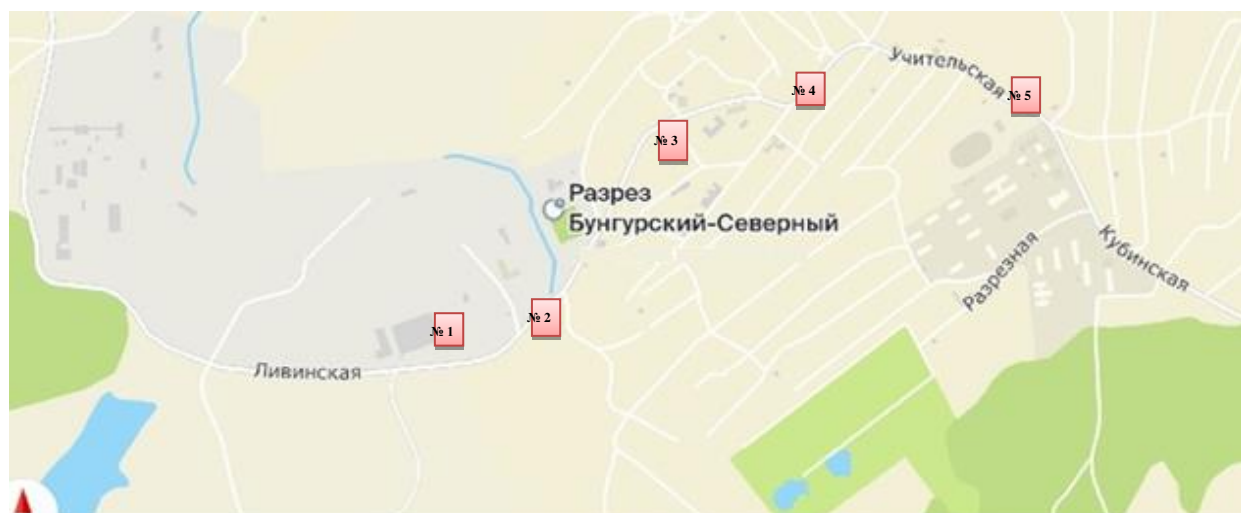 Учительская
№ 4
№ 5
№ 3
Разрез
Бунгурский-Северный
Кубинская
Разрезная
№ 2
№ 1
Ливинская